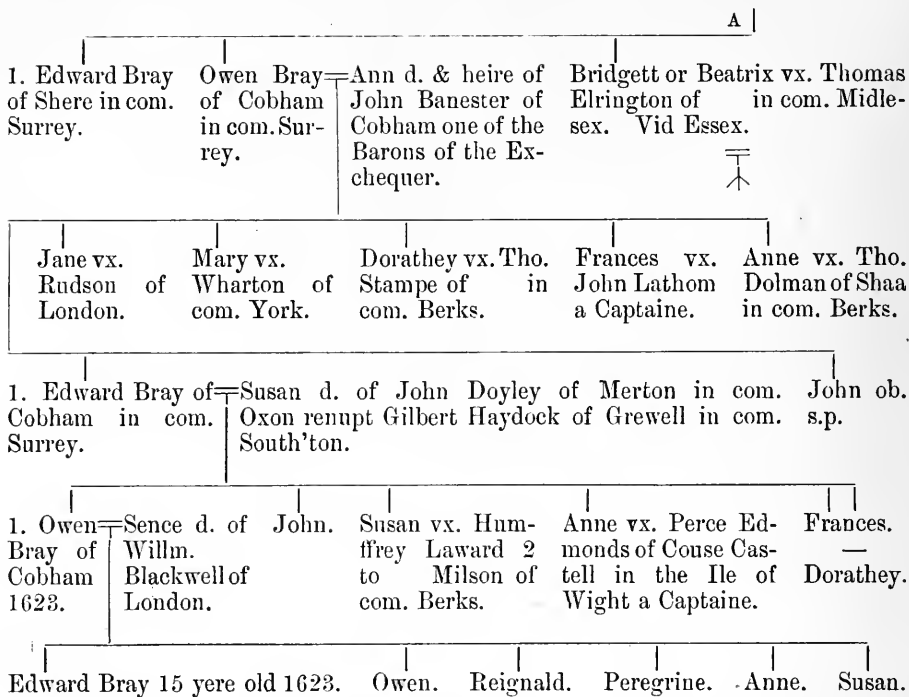 A
1. Edward Bray
of Shere in com.
Surrey.
Owen Bray
of Cobham
in com. Sur-
rey.
Ann d. & heire of
John Banester of
Cobham one of the
Barons of the Ex-
chequer.
Bridgett or Beatrix vx. Thomas
Elrington of in com. Midle-
sex. Vid Essex.
Jane vx.
Rudson of
London.
Mary vx.
Wharton of
com. York.
Dorathey vx. Tho.
Stampe of in
com. Berks.
Frances vx.
John Lathom
a Captaine.
Anne vx. Tho.
Dolman of Shaa
in com. Berks.
1. Edward Bray of
Cobham in com.
Surrey.
Susan d. of John Doyley of Merton in com.
Oxon renupt Gilbert Haydock of Grewell in com.
South'ton.
John ob.
s.p.
1. Owen
Bray of
Cobham
1623.
Sence d. of
Willm.
Blackwell of
London.
John.
Susan vx. Hum-
ffrey Laward 2
to Milson of
com. Berks.
Anne vx. Perce Ed-
monds of Couse Cas-
tell in the Ile of
Wight a Captaine.
Frances.
—
Dorathey.
Edward Bray 15 yere old 1623. Owen. Reignald. Peregrine. Anne. Susan.